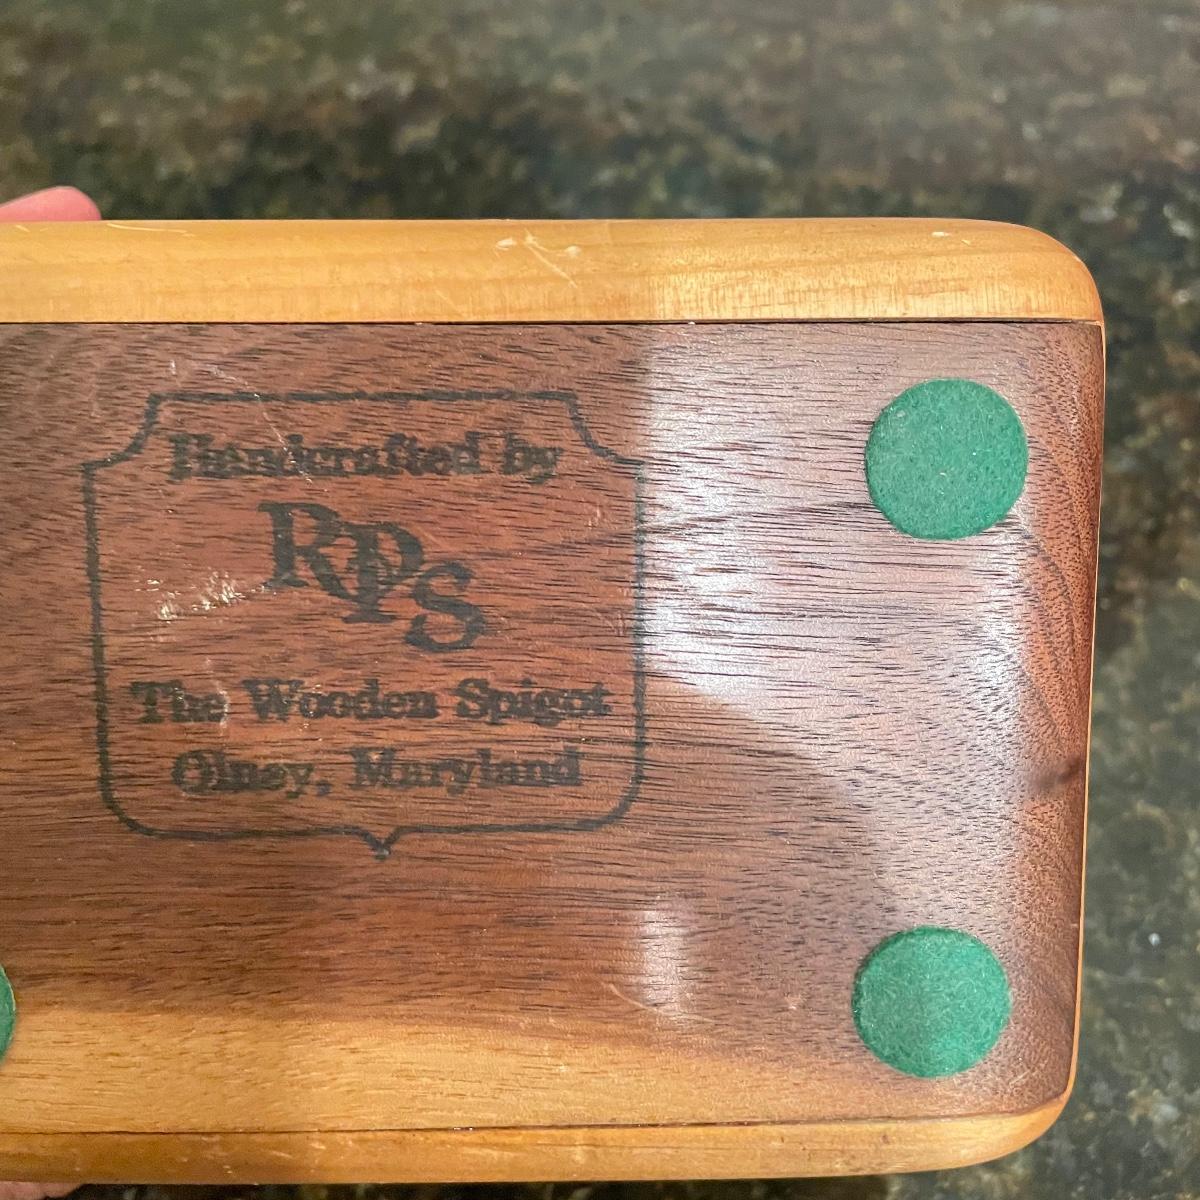 Handcrafted by
RPS
The Wooden Spigot
Olney, Maryland